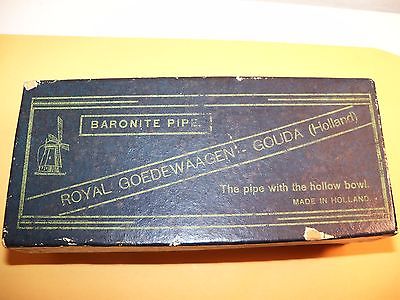 BARONITE PIPE
ROYAL GOEDEWAAGEN'- GOUDA (Holland)
The pipe with the hollow bowl.
MADE IN HOLLAND